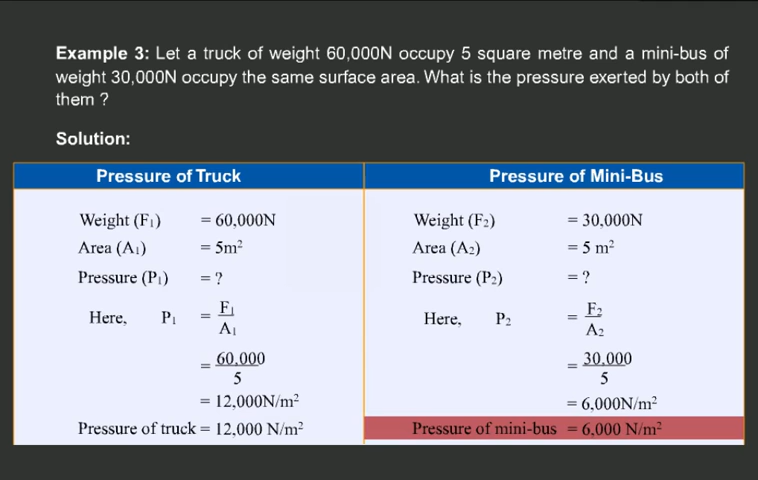 Example 3: Let a truck of weight 60,000N occupy 5 square metre and a mini-bus of
weight 30,000N occupy the same surface area. What is the pressure exerted by both of
them ?
Solution:
Pressure of Truck
Weight (F₁) = 60,000N
Area (A₁) = 5m²
Pressure (P₁) = ?
Here, P₁ = F₁
A₁
= 60,000
5
= 12,000N/m²
Pressure of truck = 12,000 N/m²
Pressure of Mini-Bus
Weight (F₂) = 30,000N
Area (A₂) = 5 m²
Pressure (P₂) = ?
Here, P₂ = F₂
A₂
= 30,000
5
= 6,000N/m²
Pressure of mini-bus = 6,000 N/m²